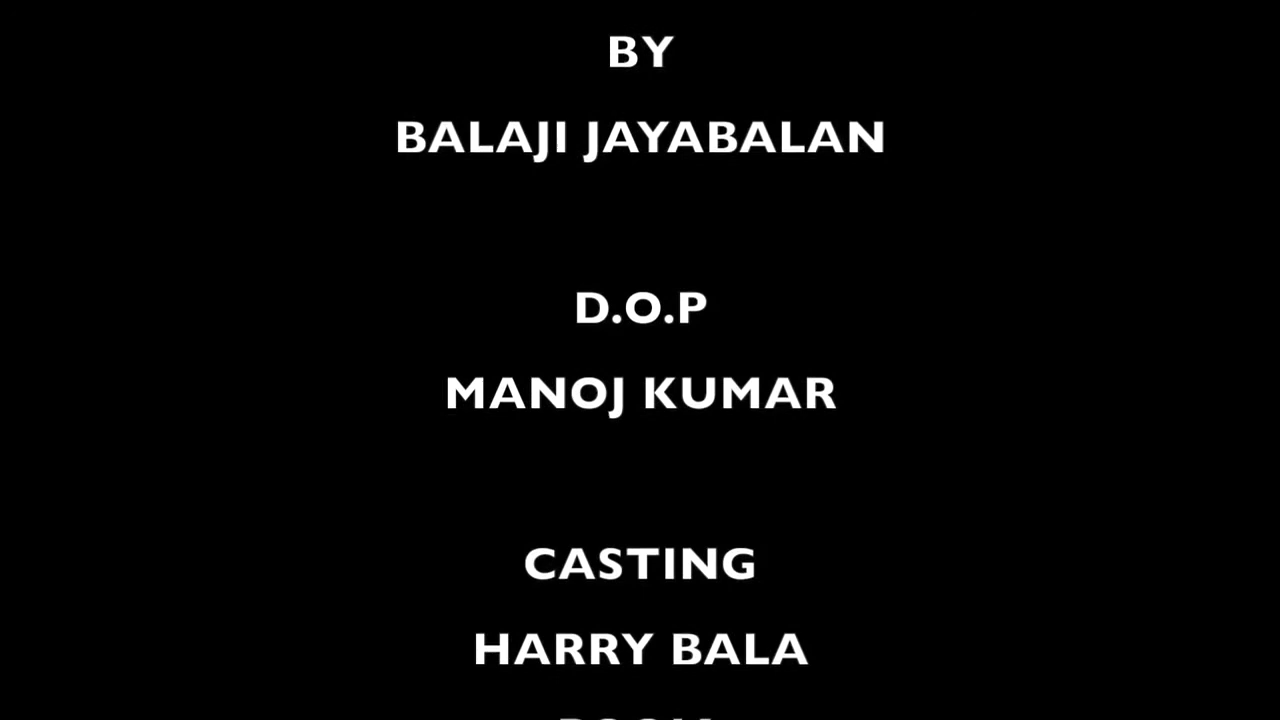 BY
BALAJI JAYABALAN
D.O.P
MANOJ KUMAR
CASTING
HARRY BALA